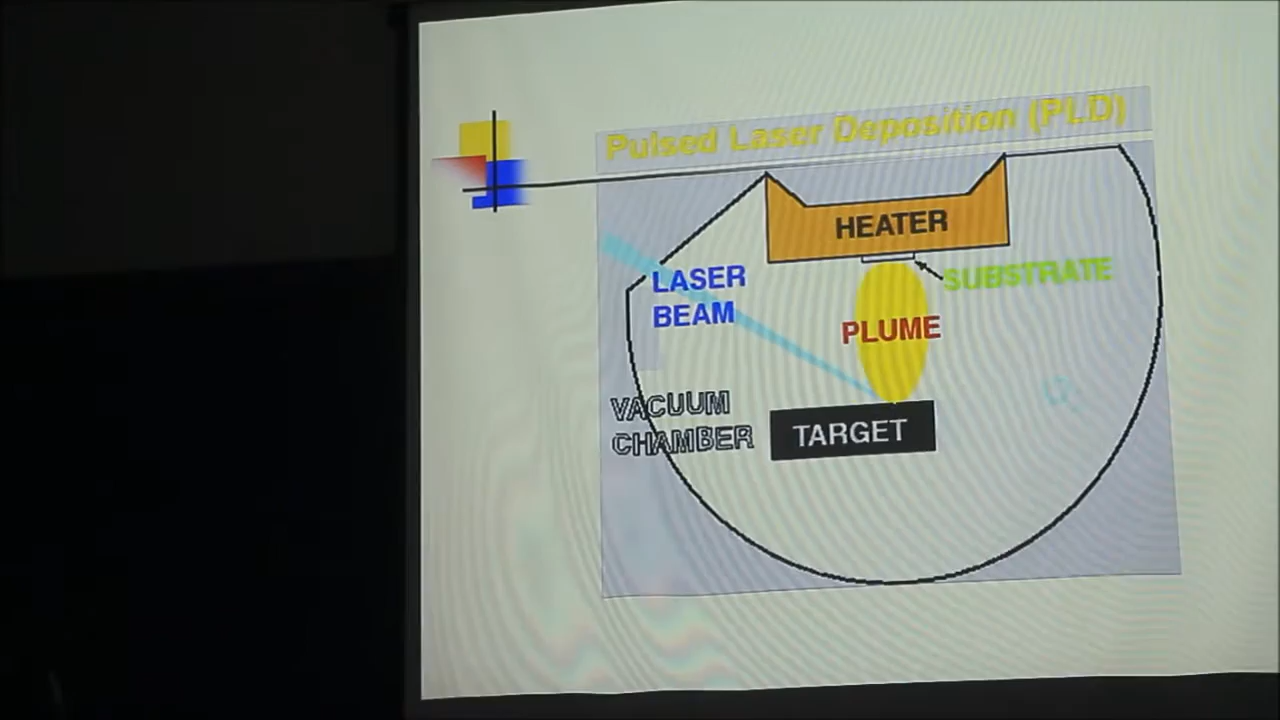 Pulsed Laser Deposition (PLD)
HEATER
LASER
BEAM
SUBSTRATE
PLUME
VACUUM
CHAMBER
TARGET